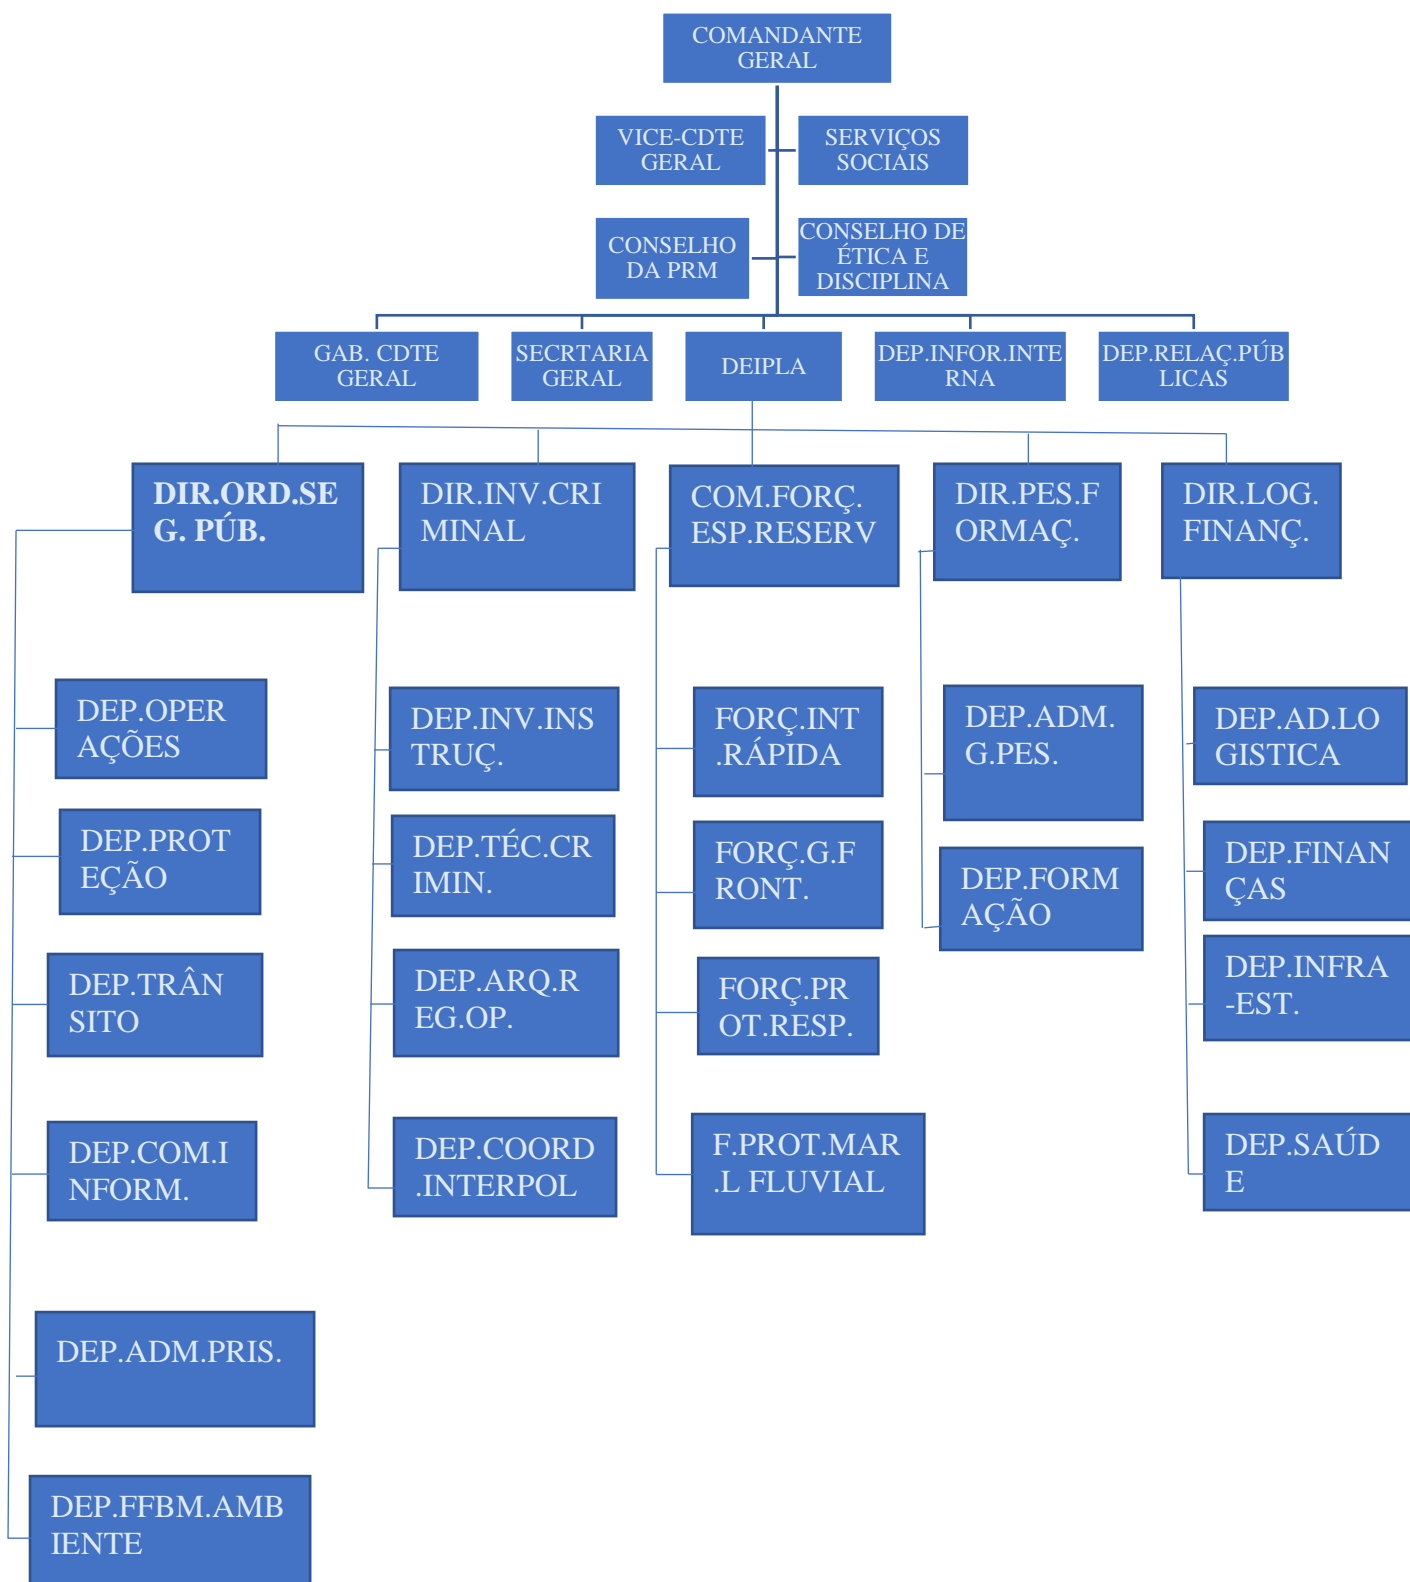 COMANDANTE
GERAL
VICE-CDTE
GERAL
SERVIÇOS
SOCIAIS
CONSELHO
DA PRM
CONSELHO DE
ÉTICA E
DISCIPLINA
GAB. CDTE
GERAL
SECRTARIA
GERAL
DEIPLA
DEP.INFOR.INTE
RNA
DEP.RELAÇ.PÚB
LICAS
DIR.ORD.SE
G. PÚB.
DIR.INV.CRI
MINAL
COM.FORÇ.
ESP.RESERV
DIR.PES.F
ORMAÇ.
DIR.LOG.
FINANÇ.
DEP.OPER
AÇÕES
DEP.PROT
EÇÃO
DEP.TRÂN
SITO
DEP.COM.I
NFORM.
DEP.ADM.PRIS.
DEP.FFBM.AMB
IENTE
DEP.INV.INS
TRUÇ.
DEP.TÉC.CR
IMIN.
DEP.ARQ.R
EG.OP.
DEP.COORD
.INTERPOL
FORÇ.INT
.RÁPIDA
FORÇ.G.F
RONT.
FORÇ.PR
OT.RESP.
F.PROT.MAR
.L FLUVIAL
DEP.ADM.
G.PES.
DEP.FORM
AÇÃO
DEP.AD.LO
GISTICA
DEP.FINAN
ÇAS
DEP.INFRA
-EST.
DEP.SAÚD
E